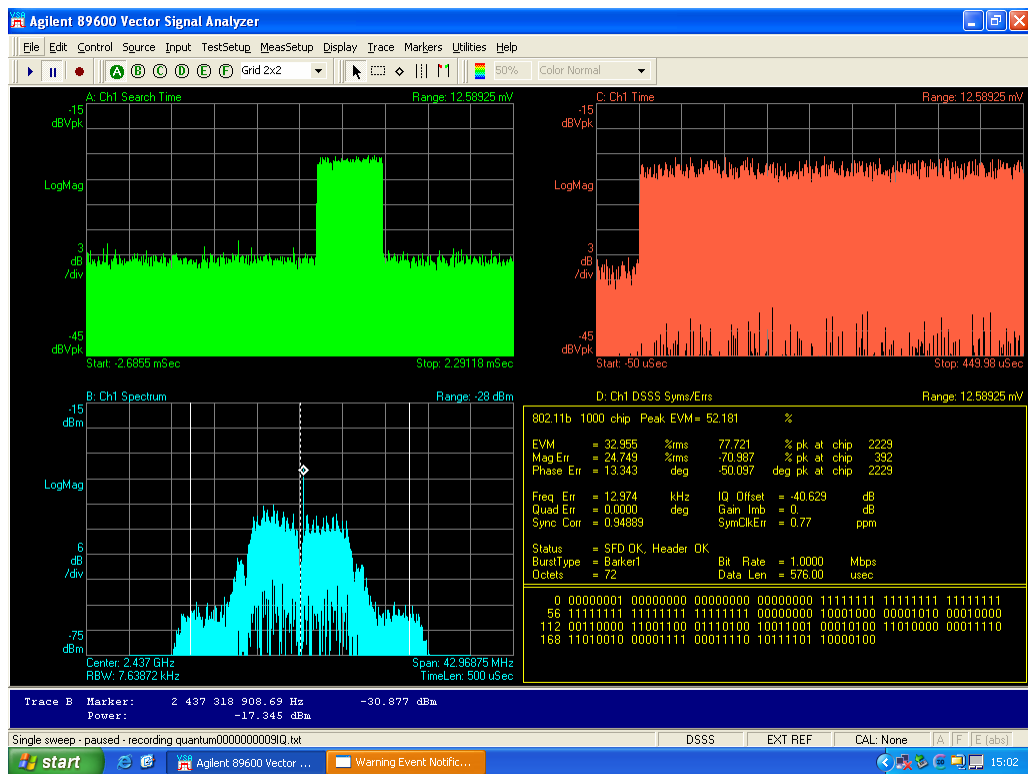 Agilent 89600 Vector Signal Analyzer
File Edit Control Source Input TestSetup MeasSetup Display Trace Markers Utilities Help
A B C D E F Grid 2x2 50% Color Normal
A: Ch1 Search Time Range: 12.58925 mV
-15
dBVpk
LogMag
3
dB
/div
-45
dBVpk
Start: -2.6855 mSec Stop: 2.29118 mSec
C: Ch1 Time Range: 12.58925 mV
-15
dBVpk
LogMag
3
dB
/div
-45
dBVpk
Start: -50 uSec Stop: 449.98 uSec
B: Ch1 Spectrum Range: -28 dBm
-15
dBm
LogMag
6
dB
/div
-75
dBm
Center: 2.437 GHz Span: 42.96875 MHz
RBW: 7.63872 kHz TimeLen: 500 uSec
D: Ch1 DSSS Syms/Errs Range: 12.58925 mV
802.11b 1000 chip Peak EVM= 52.181 %
EVM = 32.955 %rms 77.721 % pk at chip 2229
Mag Err = 24.749 %rms -70.987 % pk at chip 392
Phase Err = 13.343 deg -50.097 deg pk at chip 2229
Freq Err = 12.974 kHz IQ Offset = -40.629 dB
Quad Err = 0.0000 deg Gain Imb = 0. dB
Sync Corr = 0.94889 SymClkErr = 0.77 ppm
Status = SFD OK, Header OK
BurstType = Barker1 Bit Rate = 1.0000 Mbps
Octets = 72 Data Len = 576.00 usec
0 00000001 00000000 00000000 00000000 11111111 11111111 11111111
56 11111111 11111111 11111111 00000000 10001000 00001010 00010000
112 00110000 11001100 01110100 10011001 00010100 11010000 00011110
168 11010010 00001111 00011110 10111101 10000100
Trace B Marker: 2 437 318 908.69 Hz -30.877 dBm
Power: -17.345 dBm
Single sweep - paused - recording quantum0000000009IQ.txt DSSS EXT REF CAL: None A F E (abs)
start Agilent 89600 Vector ... Warning Event Notific... 15:02